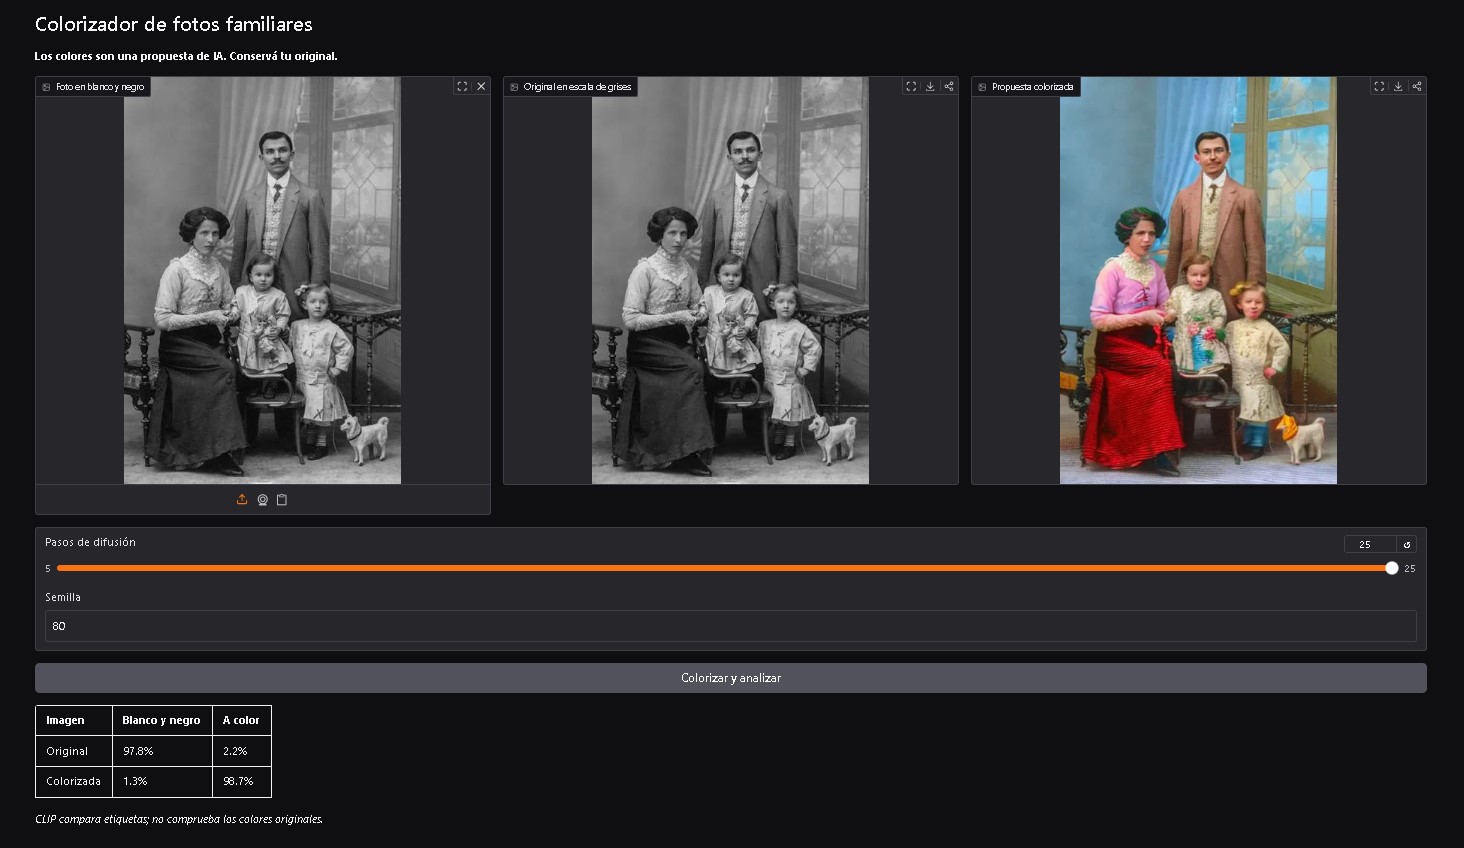 Colorizador de fotos familiares
Los colores son una propuesta de IA. Conservá tu original.
Foto en blanco y negro
Original en escala de grises
Propuesta colorizada
Pasos de difusión
25
5
25
Semilla
80
Colorizar y analizar
Imagen Blanco y negro A color
Original 97.8% 2.2%
Colorizada 1.3% 98.7%
CLIP compara etiquetas; no comprueba los colores originales.